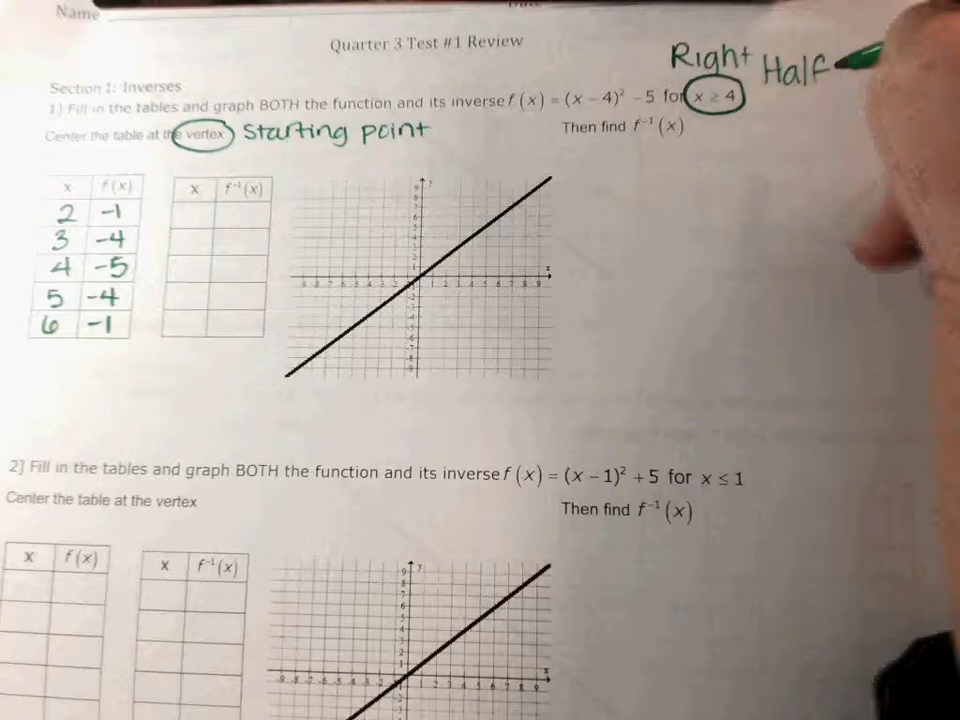 Name
Quarter 3 Test #1 Review
Right Half
Section 1: Inverses
1] Fill in the tables and graph BOTH the function and its inverse f(x) = (x − 4)² − 5 for x ≥ 4
Center the table at the vertex Starting point
Then find f⁻¹(x)
x f(x)
2 -1
3 -4
4 -5
5 -4
6 -1
x f⁻¹(x)
2] Fill in the tables and graph BOTH the function and its inverse f(x) = (x − 1)² + 5 for x ≤ 1
Center the table at the vertex
Then find f⁻¹(x)
x f(x)
x f⁻¹(x)